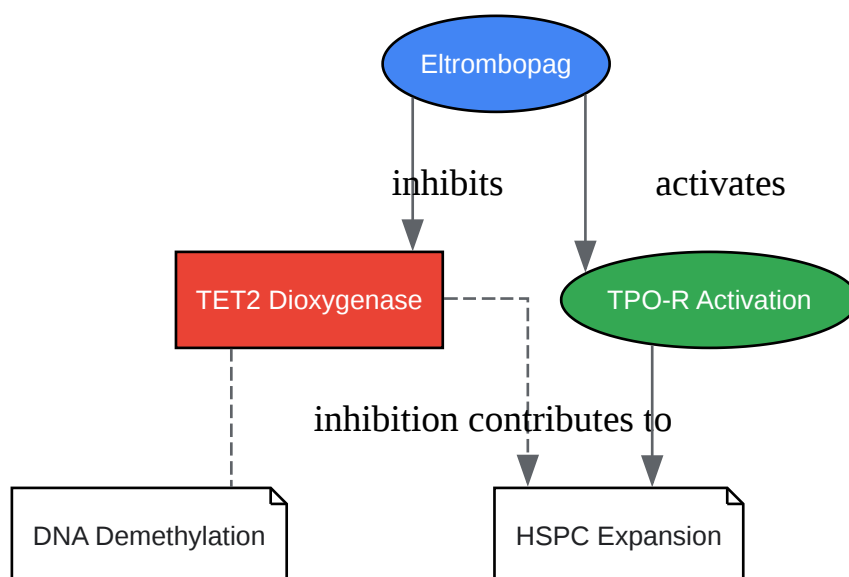 Eltrombopag
inhibits
activates
TET2 Dioxygenase
TPO-R Activation
inhibition contributes to
DNA Demethylation
HSPC Expansion